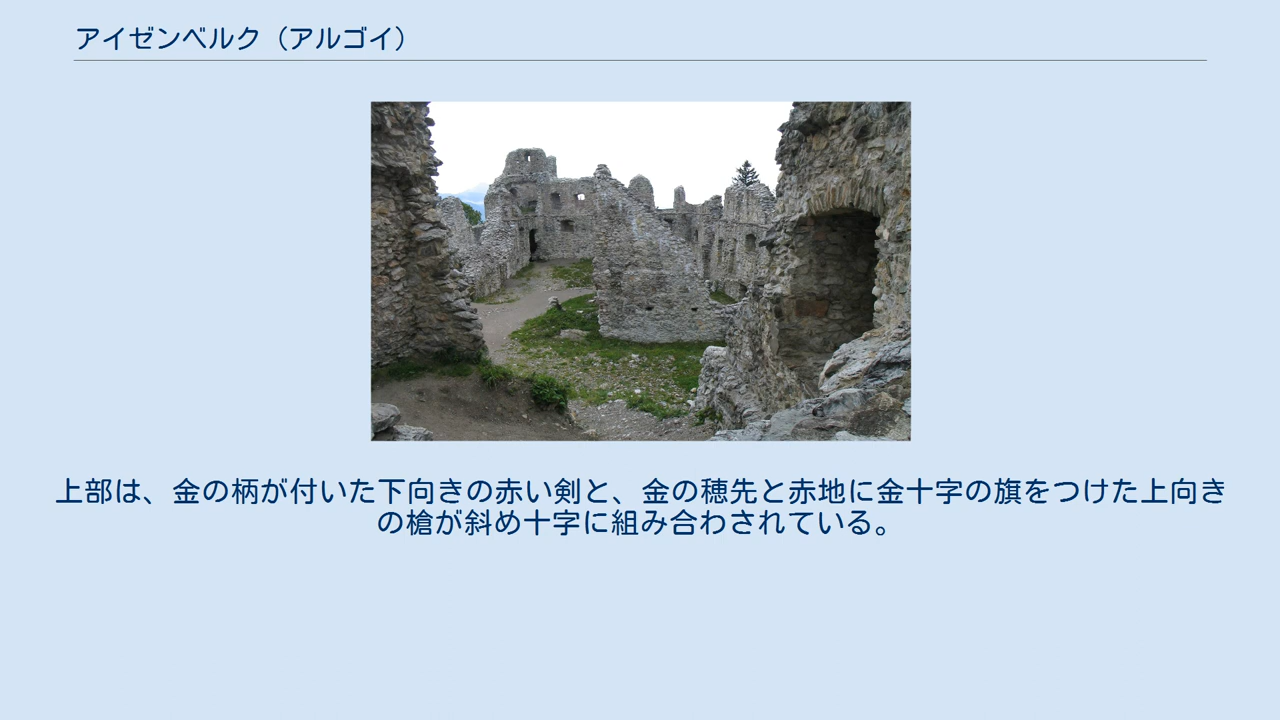 アイゼンベルク（アルゴイ）
上部は、金の柄が付いた下向きの赤い剣と、金の穂先と赤地に金十字の旗をつけた上向き
の槍が斜め十字に組み合わされている。